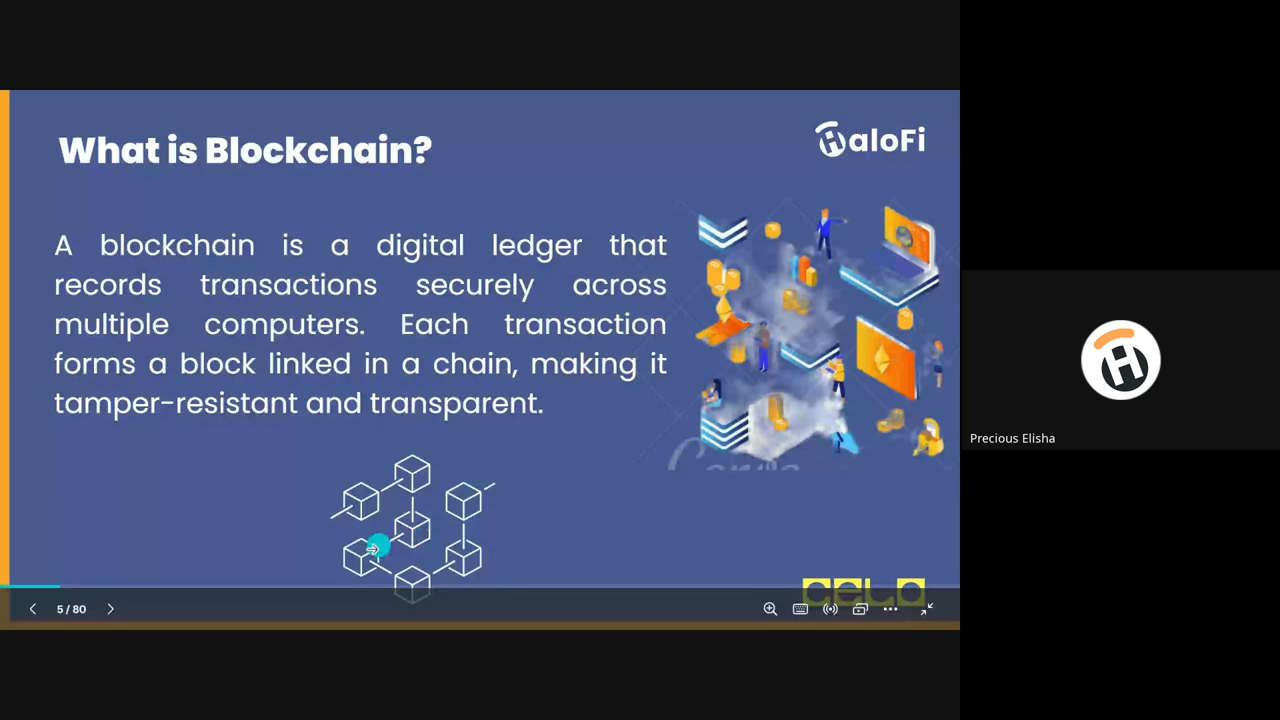 What is Blockchain?
HaloFi
A blockchain is a digital ledger that
records transactions securely across
multiple computers. Each transaction
forms a block linked in a chain, making it
tamper-resistant and transparent.
Canva
CELO
5 / 80
H
Precious Elisha